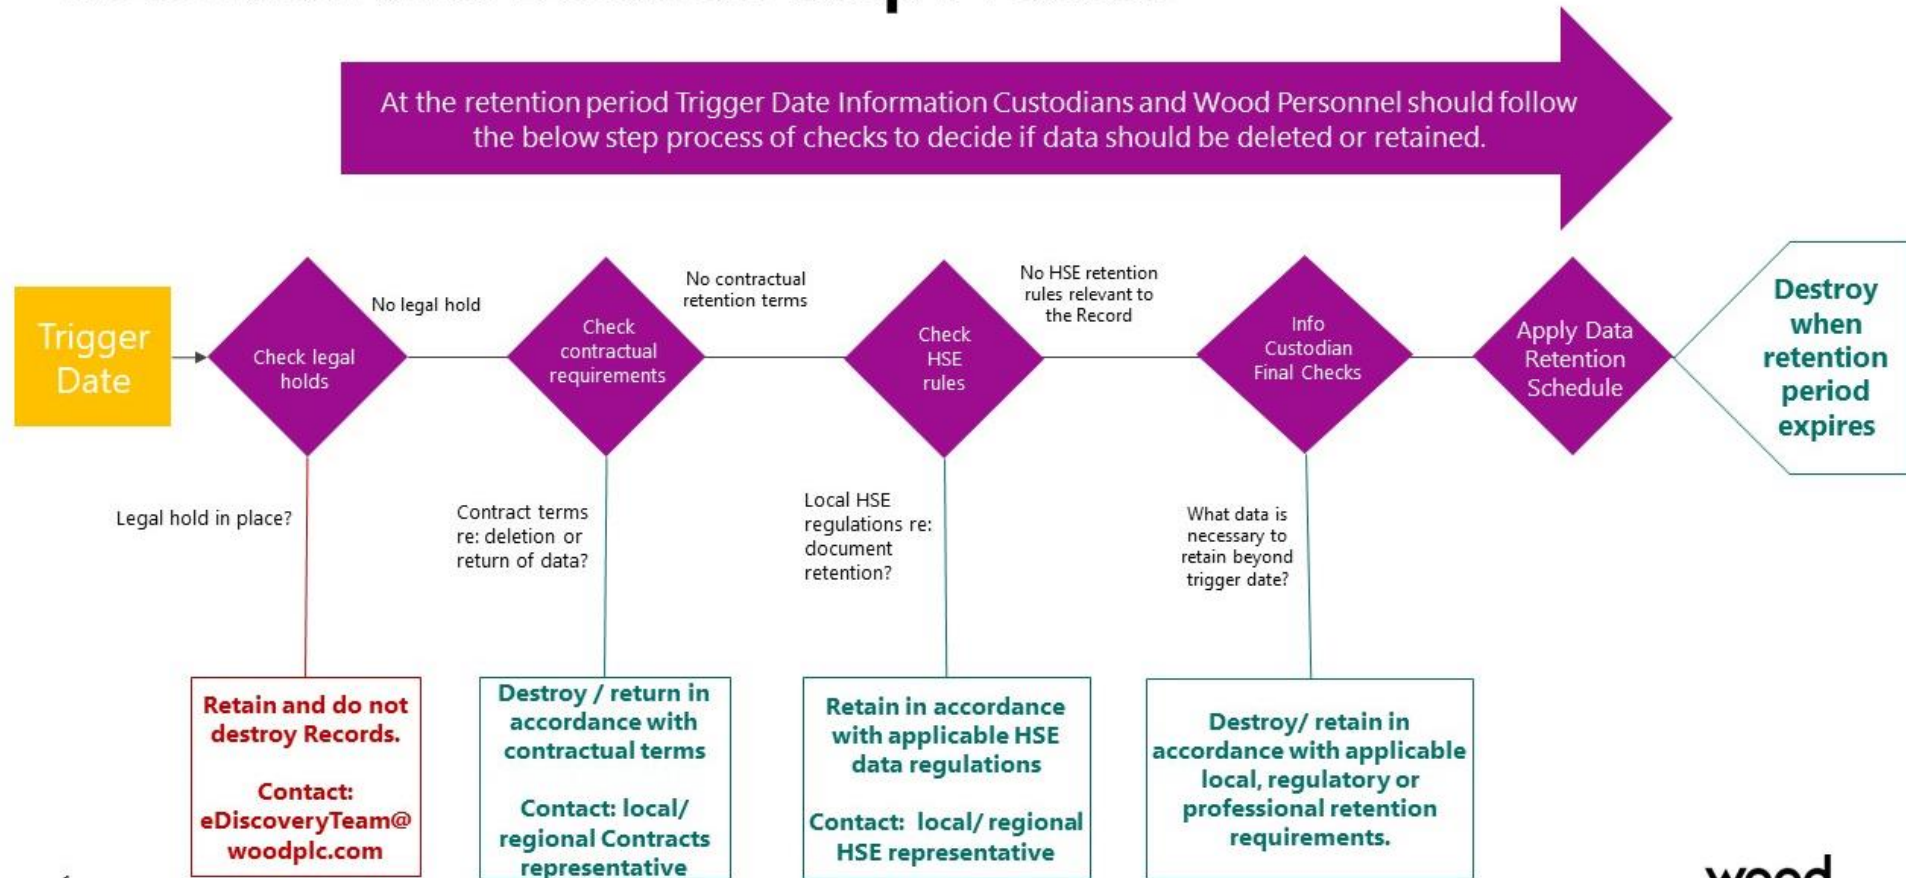 At the retention period Trigger Date Information Custodians and Wood Personnel should follow
the below step process of checks to decide if data should be deleted or retained.
Trigger
Date
Check legal
holds
No legal hold
Check
contractual
requirements
No contractual
retention terms
Check
HSE
rules
No HSE retention
rules relevant to
the Record
Info
Custodian
Final Checks
Apply Data
Retention
Schedule
Destroy
when
retention
period
expires
Legal hold in place?
Contract terms
re: deletion or
return of data?
Local HSE
regulations re:
document
retention?
What data is
necessary to
retain beyond
trigger date?
Retain and do not
destroy Records.
Contact:
eDiscoveryTeam@
woodplc.com
Destroy / return in
accordance with
contractual terms
Contact: local/
regional Contracts
representative
Retain in accordance
with applicable HSE
data regulations
Contact: local/ regional
HSE representative
Destroy/ retain in
accordance with applicable
local, regulatory or
professional retention
requirements.
wood